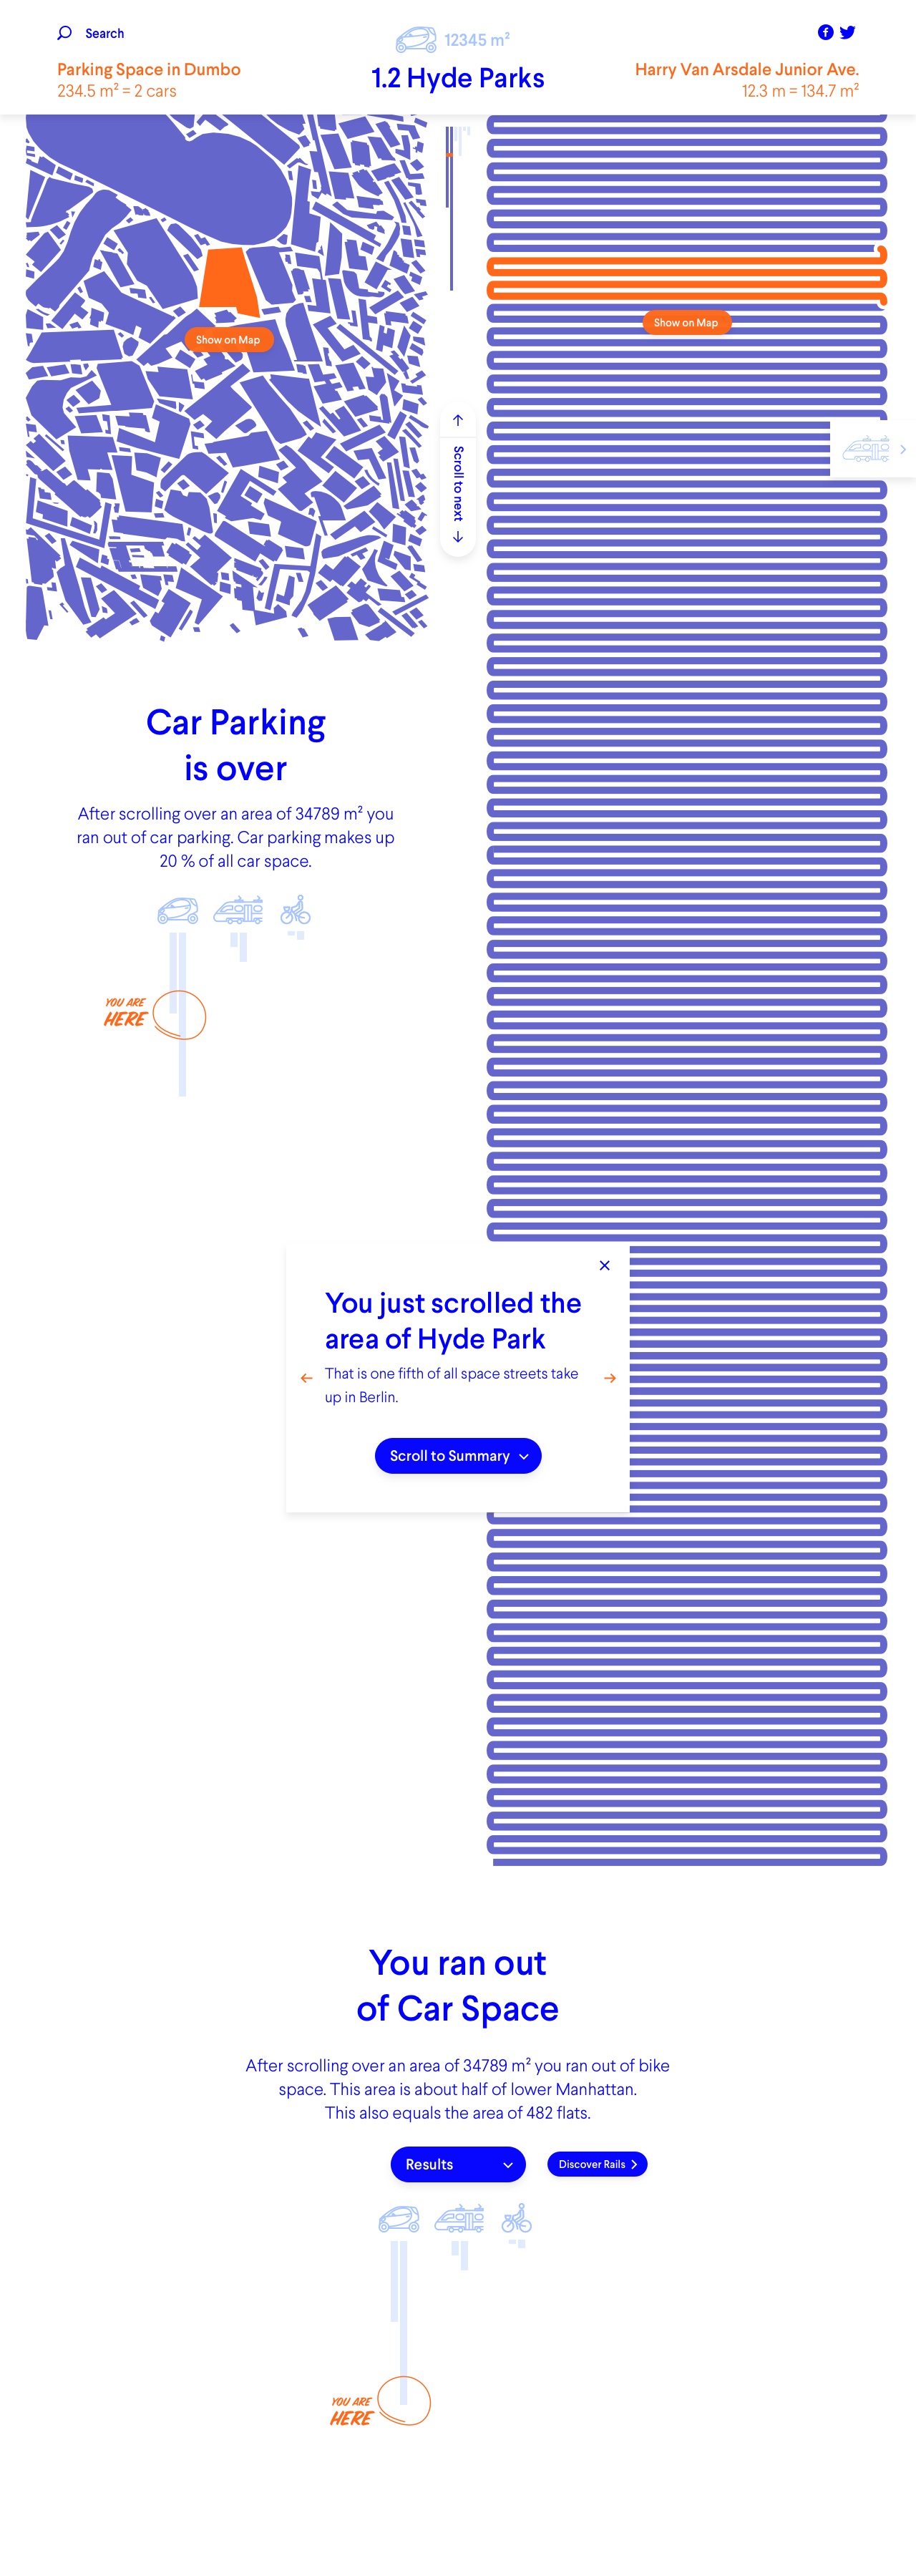 Search
12345 m²
Parking Space in Dumbo
234.5 m² = 2 cars
1.2 Hyde Parks
Harry Van Arsdale Junior Ave.
12.3 m = 134.7 m²
Show on Map
Show on Map
Scroll to next
Car Parking
is over
After scrolling over an area of 34789 m² you
ran out of car parking. Car parking makes up
20 % of all car space.
YOU ARE
HERE
You just scrolled the
area of Hyde Park
That is one fifth of all space streets take
up in Berlin.
Scroll to Summary
You ran out
of Car Space
After scrolling over an area of 34789 m² you ran out of bike
space. This area is about half of lower Manhattan.
This also equals the area of 482 flats.
Results
Discover Rails
YOU ARE
HERE